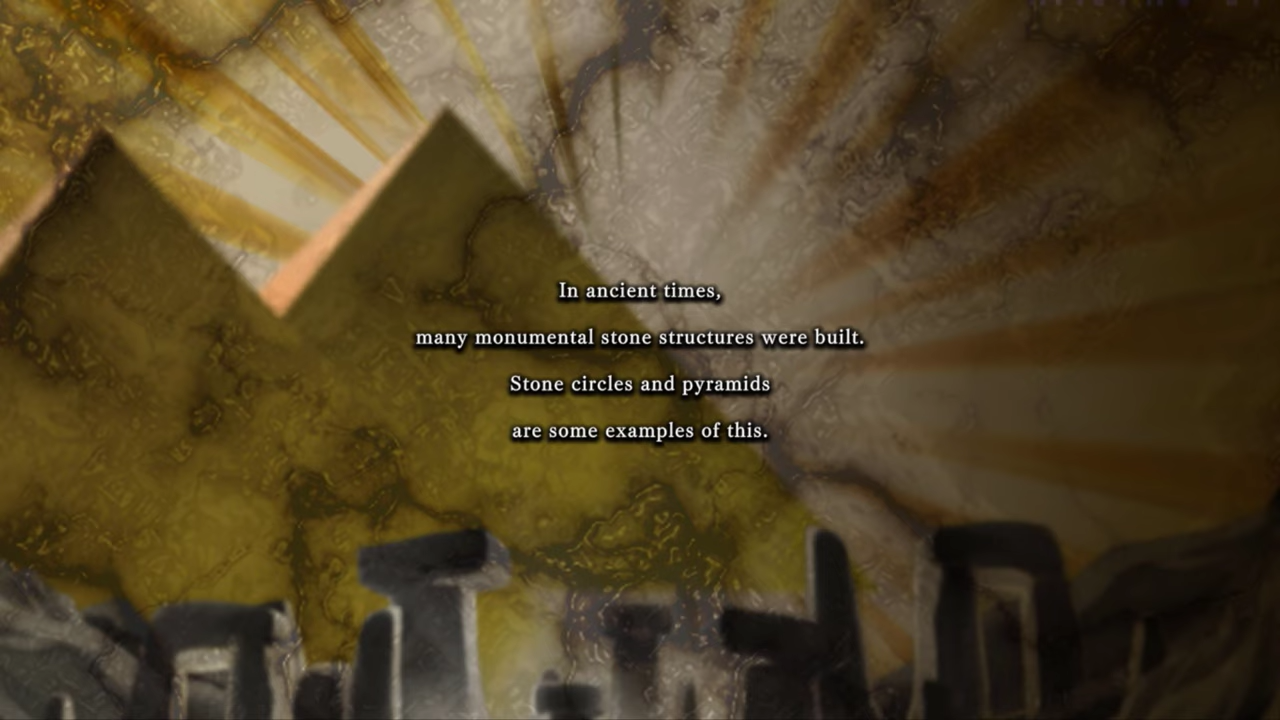 In ancient times,
many monumental stone structures were built.
Stone circles and pyramids
are some examples of this.